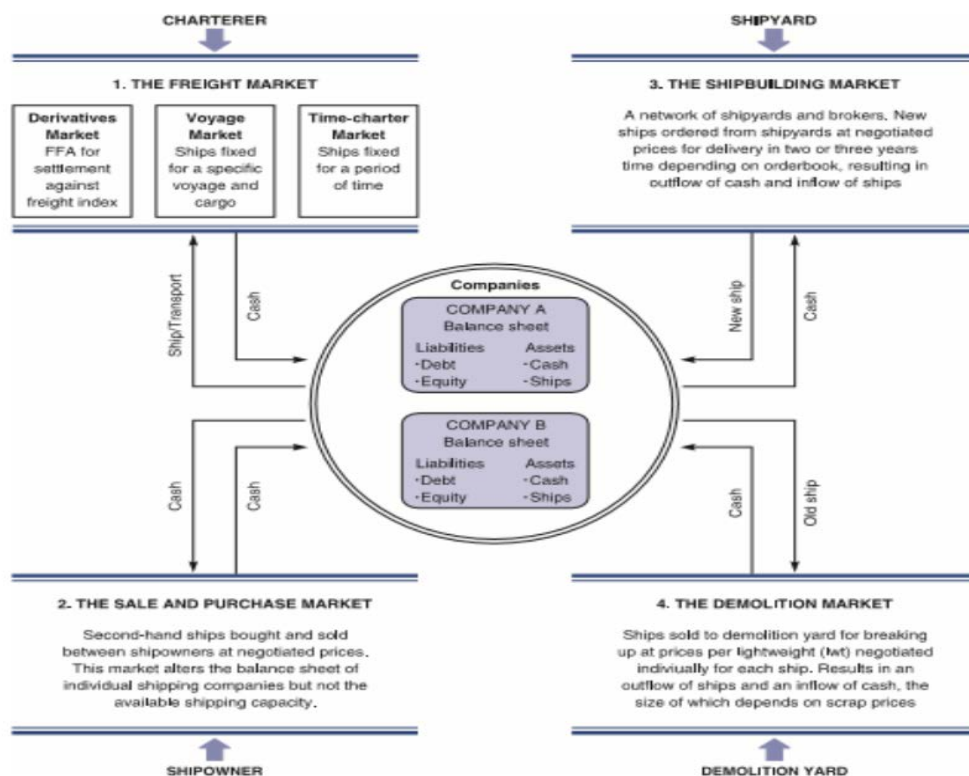 CHARTERER
SHIPYARD
1. THE FREIGHT MARKET
Derivatives
Market
FFA for
settlement
against
freight index
Voyage
Market
Ships fixed
for a specific
voyage and
cargo
Time-charter
Market
Ships fixed
for a period
of time
3. THE SHIPBUILDING MARKET
A network of shipyards and brokers. New
ships ordered from shipyards at negotiated
prices for delivery in two or three years
time depending on orderbook, resulting in
outflow of cash and inflow of ships
Ship/Transport
Cash
Companies
COMPANY A
Balance sheet
Liabilities Assets
·Debt ·Cash
·Equity ·Ships
New ship
Cash
COMPANY B
Balance sheet
Liabilities Assets
·Debt ·Cash
·Equity ·Ships
Cash
Cash
Cash
Old ship
2. THE SALE AND PURCHASE MARKET
Second-hand ships bought and sold
between shipowners at negotiated prices.
This market alters the balance sheet of
individual shipping companies but not the
available shipping capacity.
4. THE DEMOLITION MARKET
Ships sold to demolition yard for breaking
up at prices per lightweight (lwt) negotiated
indiviually for each ship. Results in an
outflow of ships and an inflow of cash, the
size of which depends on scrap prices
SHIPOWNER
DEMOLITION YARD